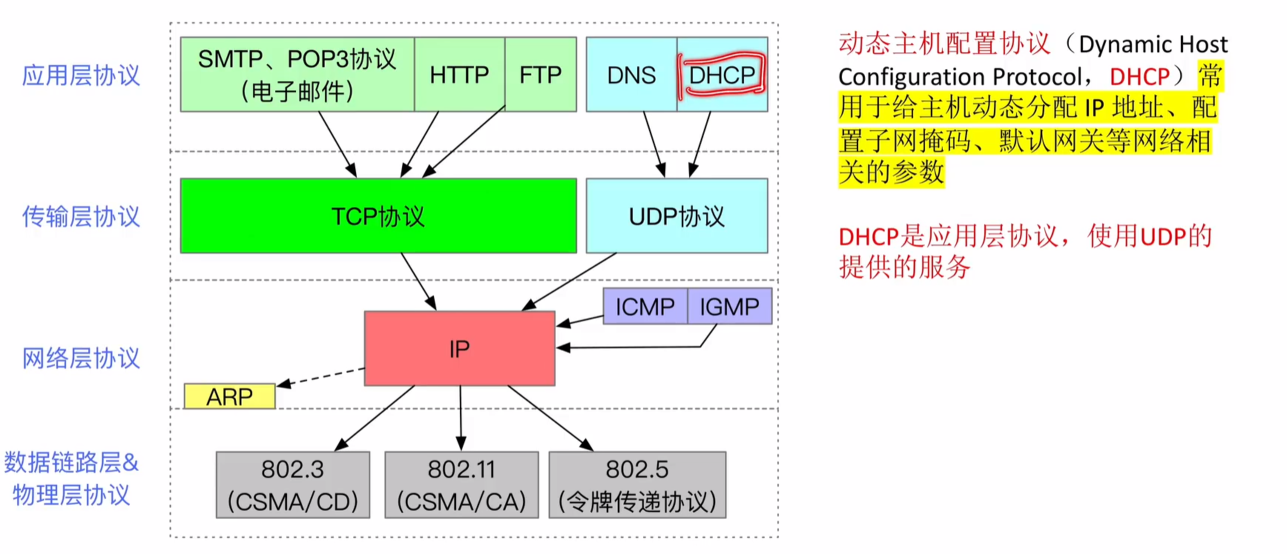 应用层协议
SMTP、POP3协议
（电子邮件）
HTTP
FTP
DNS
DHCP
传输层协议
TCP协议
UDP协议
网络层协议
ICMP
IGMP
IP
ARP
数据链路层&
物理层协议
802.3
(CSMA/CD)
802.11
(CSMA/CA)
802.5
(令牌传递协议)
动态主机配置协议（Dynamic Host
Configuration Protocol，DHCP）常
用于给主机动态分配 IP 地址、配
置子网掩码、默认网关等网络相
关的参数
DHCP是应用层协议，使用UDP的
提供的服务